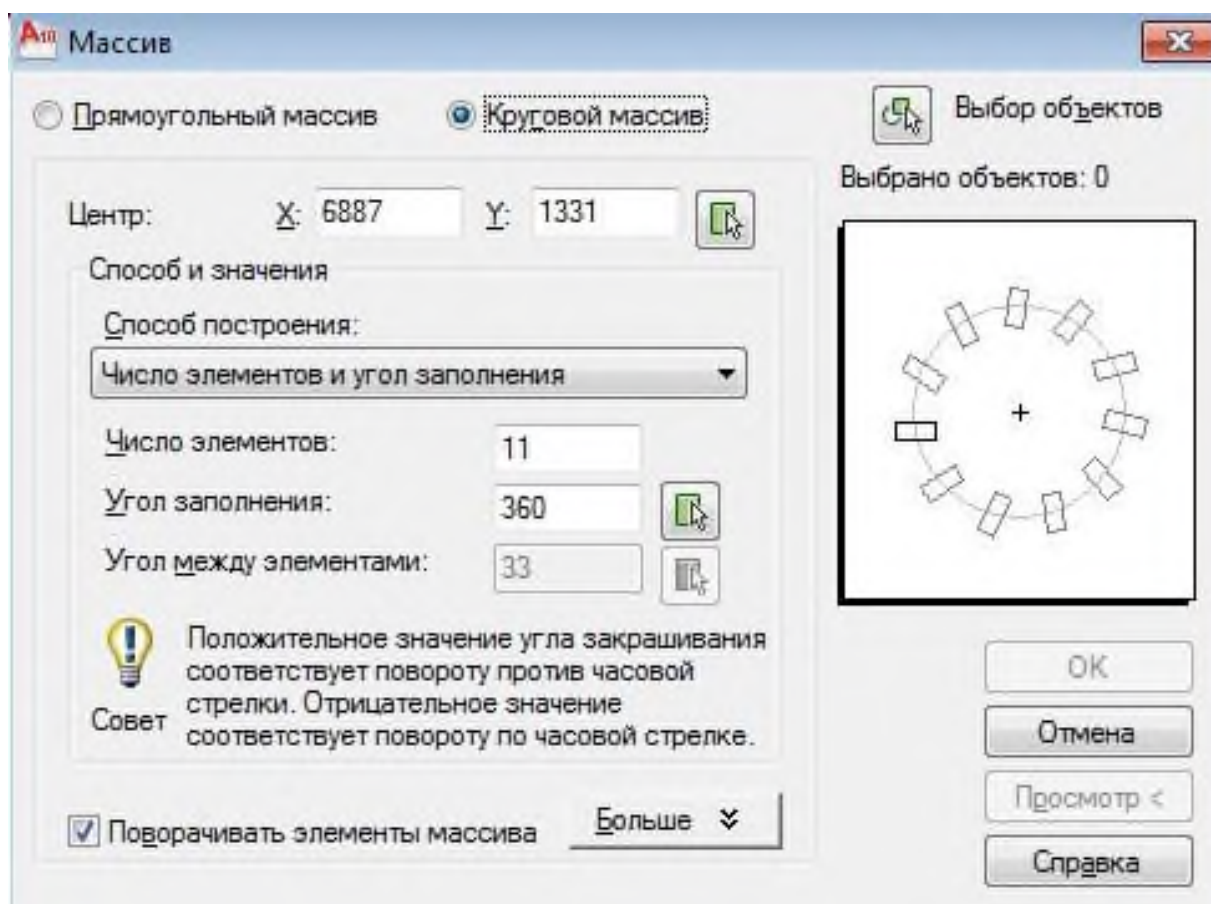 Массив
Прямоугольный массив
Круговой массив
Выбор объектов
Выбрано объектов: 0
Центр: X: 6887 Y: 1331
Способ и значения
Способ построения:
Число элементов и угол заполнения
Число элементов: 11
Угол заполнения: 360
Угол между элементами: 33
Положительное значение угла закрашивания
соответствует повороту против часовой
стрелки. Отрицательное значение
соответствует повороту по часовой стрелке.
Совет
Поворачивать элементы массива
Больше
OK
Отмена
Просмотр <
Справка